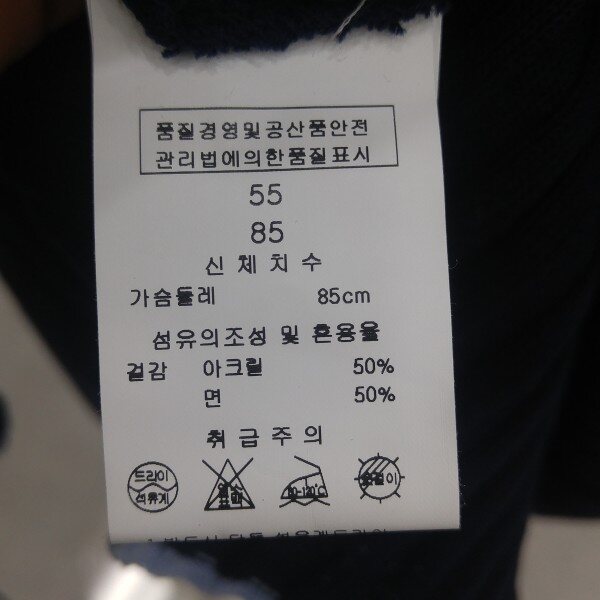 품질경영및공산품안전
관리법에의한품질표시
55
85
신체치수
가슴둘레 85cm
섬유의조성 및 혼용율
겉감 아크릴 50%
면 50%
취급주의
드라이
석유계